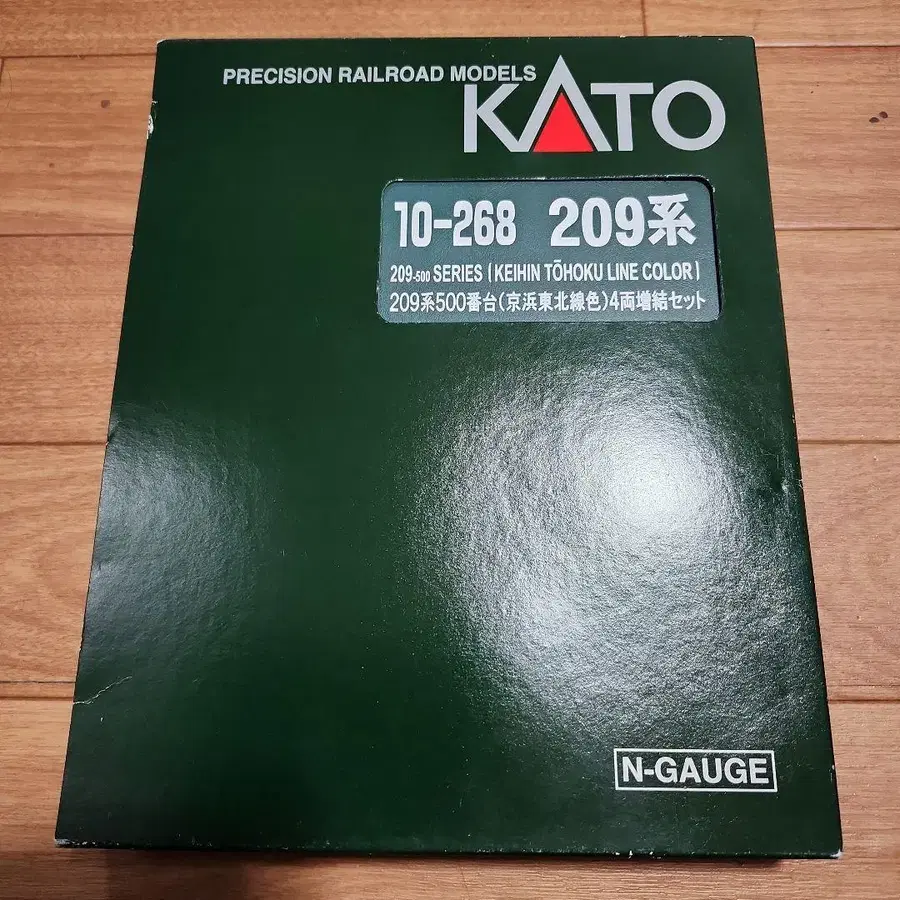 PRECISION RAILROAD MODELS
KATO
10-268 209系
209-500 SERIES [KEIHIN TŌHOKU LINE COLOR]
209系500番台(京浜東北線色)4両増結セット
N-GAUGE